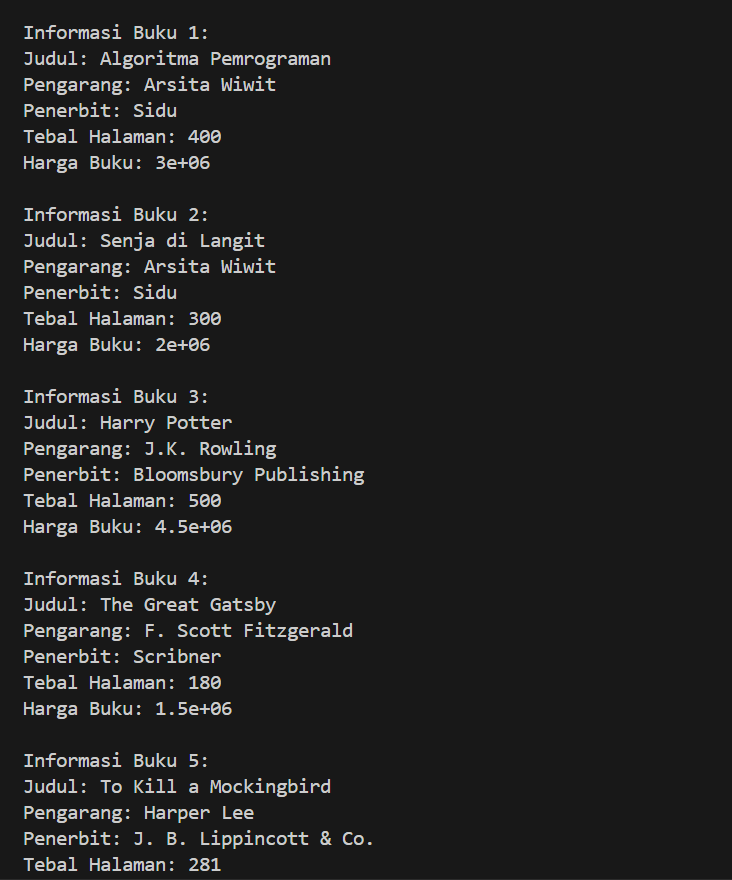 Informasi Buku 1:
Judul: Algoritma Pemrograman
Pengarang: Arsita Wiwit
Penerbit: Sidu
Tebal Halaman: 400
Harga Buku: 3e+06

Informasi Buku 2:
Judul: Senja di Langit
Pengarang: Arsita Wiwit
Penerbit: Sidu
Tebal Halaman: 300
Harga Buku: 2e+06

Informasi Buku 3:
Judul: Harry Potter
Pengarang: J.K. Rowling
Penerbit: Bloomsbury Publishing
Tebal Halaman: 500
Harga Buku: 4.5e+06

Informasi Buku 4:
Judul: The Great Gatsby
Pengarang: F. Scott Fitzgerald
Penerbit: Scribner
Tebal Halaman: 180
Harga Buku: 1.5e+06

Informasi Buku 5:
Judul: To Kill a Mockingbird
Pengarang: Harper Lee
Penerbit: J. B. Lippincott & Co.
Tebal Halaman: 281